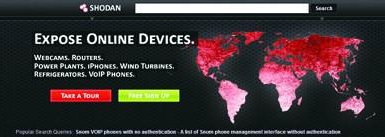 SHODAN
Search
EXPOSE ONLINE DEVICES.
WEBCAMS. ROUTERS.
POWER PLANTS. IPHONES. WIND TURBINES.
REFRIGERATORS. VOIP PHONES.
TAKE A TOUR FREE SIGN UP
Popular Search Queries: Snom VOIP phones with no authentication - A list of Snom phone management interface without authentication